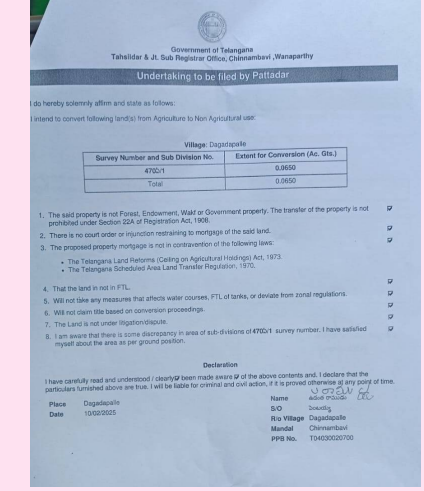 Government of Telangana
Tahsildar & Jt. Sub Registrar Office, Chinnambavi ,Wanaparthy
Undertaking to be filed by Pattadar
I do hereby solemnly affirm and state as follows:
I intend to convert following land(s) from Agriculture to Non Agricultural use:
Village: Dagadapalle
Survey Number and Sub Division No. Extent for Conversion (Ac. Gts.)
470/1 0.0650
Total 0.0650
1. The said property is not Forest, Endowment, Wakf or Government property. The transfer of the property is not
prohibited under Section 22A of Registration Act, 1908.
2. There is no court order or injunction restraining to mortgage of the said land.
3. The proposed property mortgage is not in contravention of the following laws:
• The Telangana Land Reforms (Ceiling on Agricultural Holdings) Act, 1973.
• The Telangana Scheduled Area Land Transfer Regulation, 1970.
4. That the land in not in FTL.
5. Will not take any measures that affects water courses, FTL of tanks, or deviate from zonal regulations.
6. Will not claim title based on conversion proceedings.
7. The Land is not under litigation/dispute.
8. I am aware that there is some discrepancy in area of sub-divisions of survey number. I have satisfied
myself about the area as per ground position.
Declaration
I have carefully read and understood / clearly been made aware of the above contents and. I declare that the
particulars furnished above are true. I will be liable for criminal and civil action, if it is proved otherwise at any point of time.
Place Dagadapalle
Date 10/02/2025
Name
S/O
R/o Village Dagadapalle
Mandal Chinnambavi
PPB No. T04030020700